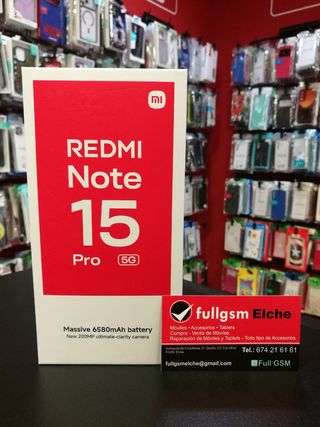 mi
REDMI
Note
15
Pro 5G
Massive 6580mAh battery
New 200MP ultimate-clarity camera
fullgsm Elche
Móviles • Accesorios • Tablets
Compra - Venta de Móviles
Reparación de Móviles y Tablets - Todo tipo de Accesorios
Tel.: 674 21 61 61
fullgsmelche@gmail.com
Full GSM